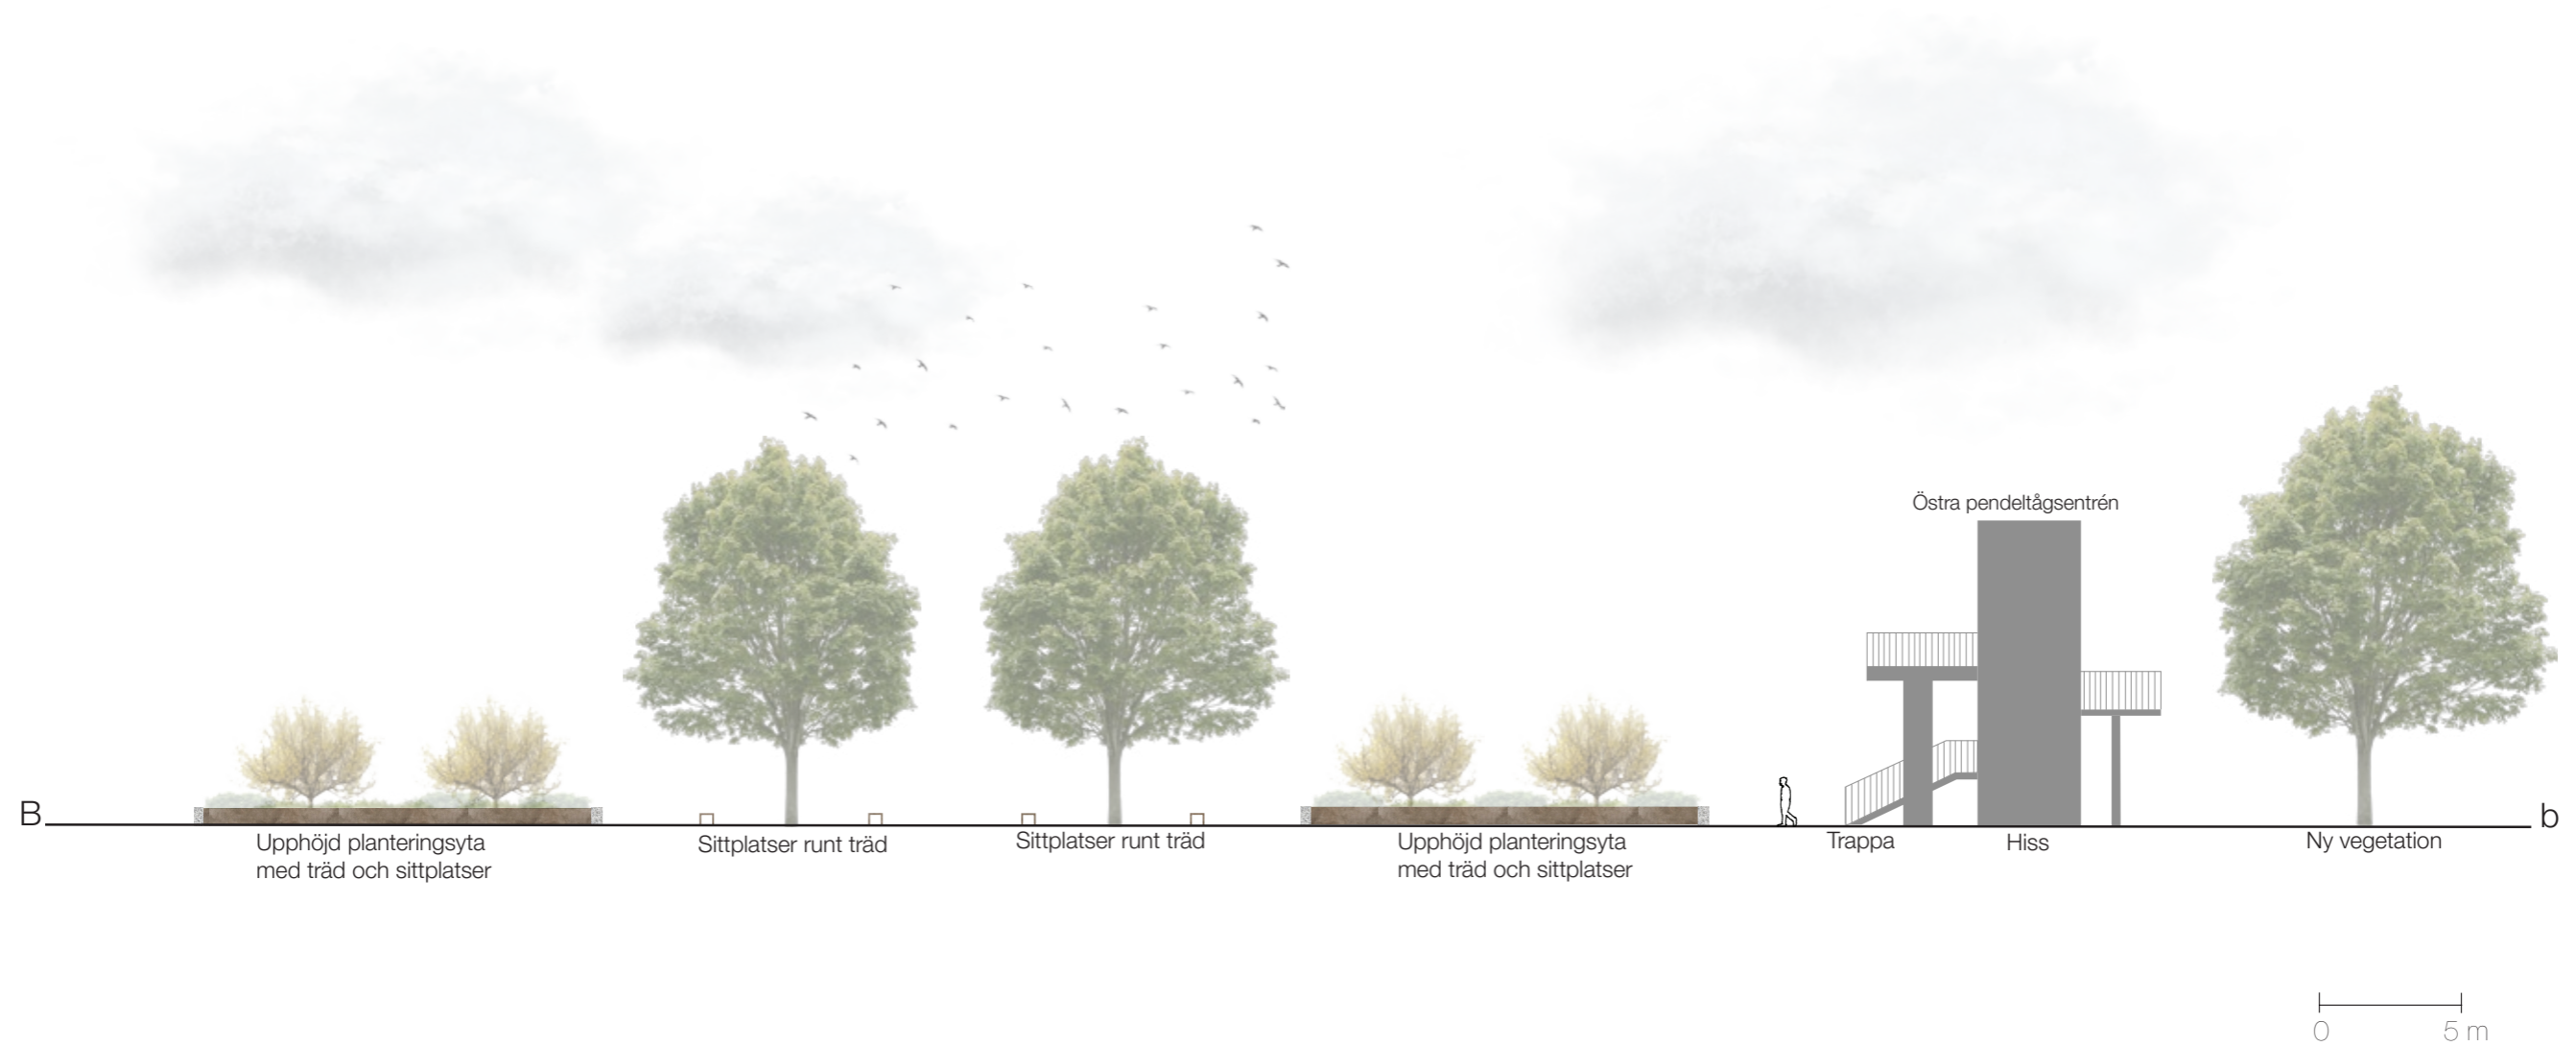 Östra pendeltågsentrén
B
b
Upphöjd planteringsyta
med träd och sittplatser
Sittplatser runt träd
Sittplatser runt träd
Upphöjd planteringsyta
med träd och sittplatser
Trappa
Hiss
Ny vegetation
0
5 m